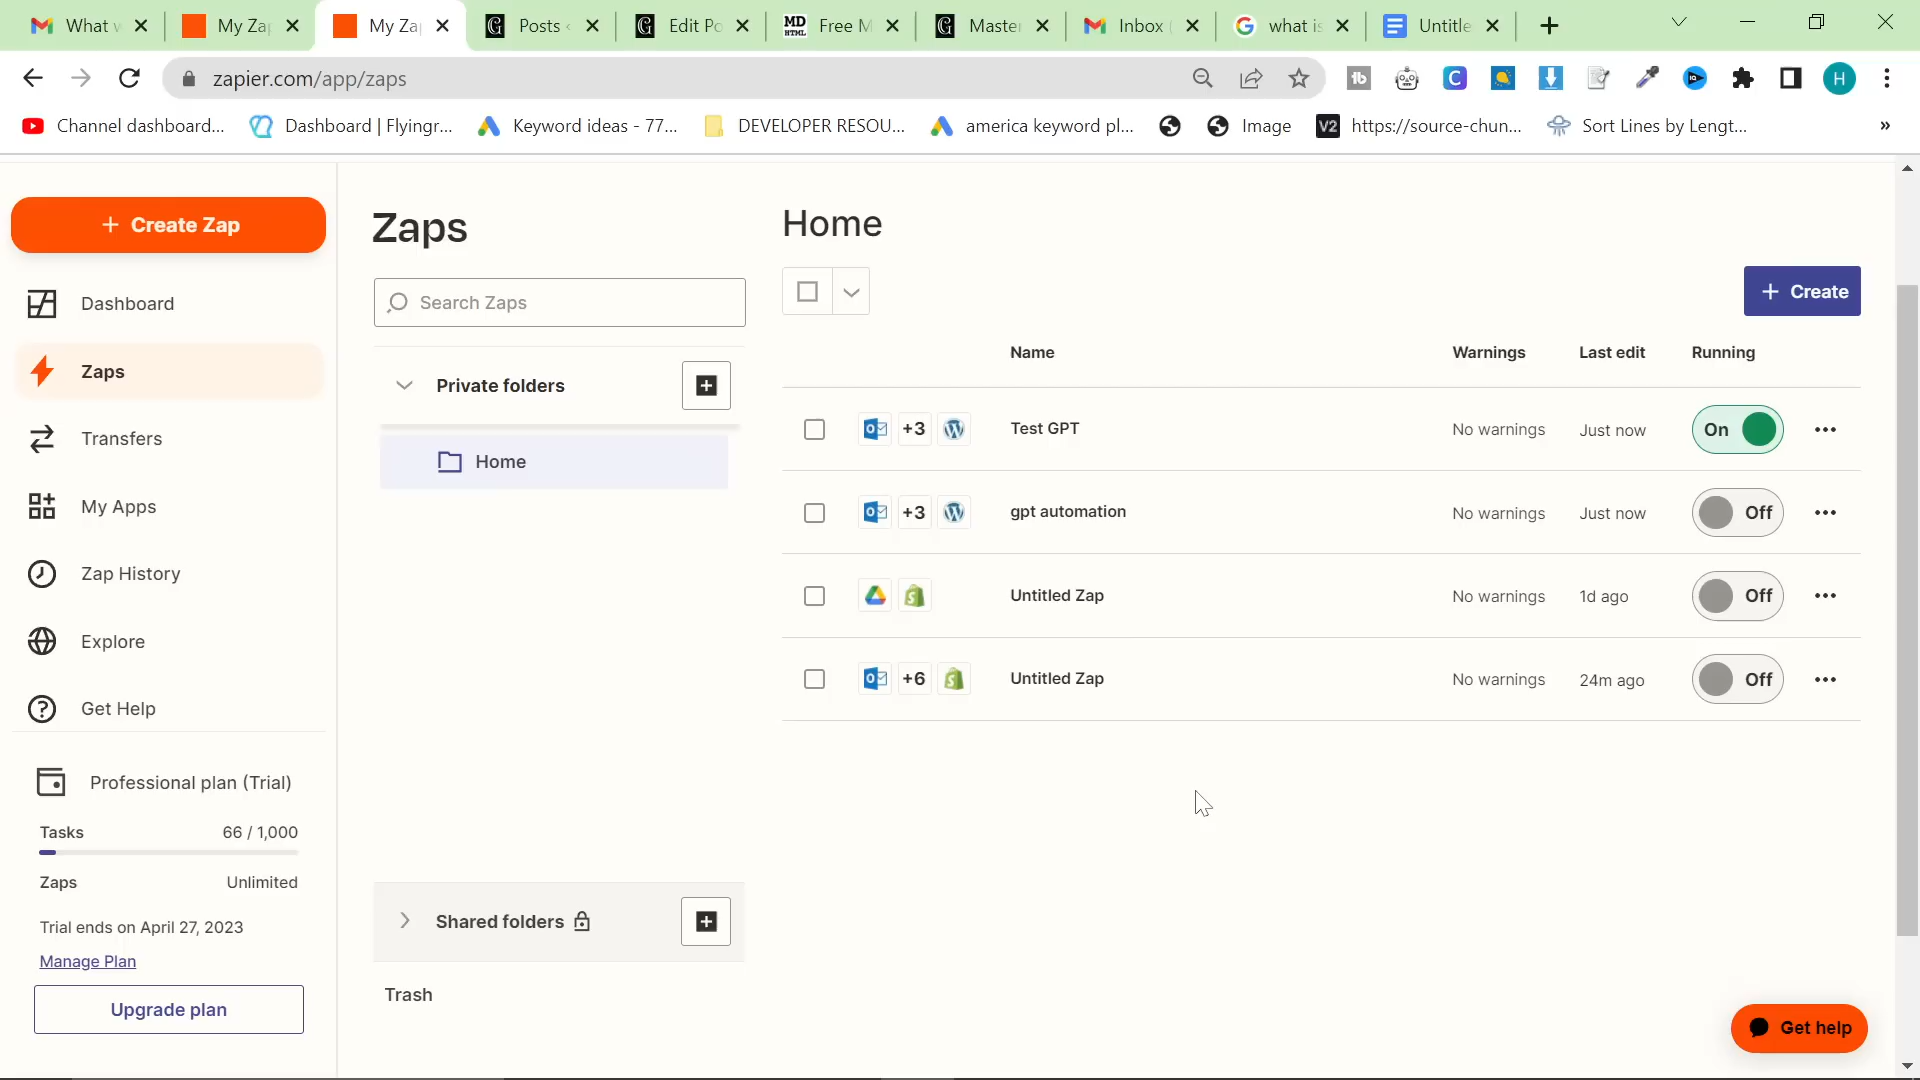 What w
My Zap
My Zap
Posts
Edit Po
Free M
Master
Inbox
what is
Untitle
zapier.com/app/zaps
Channel dashboard...
Dashboard | Flyingr...
Keyword ideas - 77...
DEVELOPER RESOU...
america keyword pl...
Image
https://source-chun...
Sort Lines by Lengt...
»
+ Create Zap
Dashboard
Zaps
Transfers
My Apps
Zap History
Explore
Get Help
Professional plan (Trial)
Tasks 66 / 1,000
Zaps Unlimited
Trial ends on April 27, 2023
Manage Plan
Upgrade plan
Zaps
Search Zaps
Private folders
Home
Shared folders
Trash
Home
+ Create
Name Warnings Last edit Running
+3 Test GPT No warnings Just now On
+3 gpt automation No warnings Just now Off
Untitled Zap No warnings 1d ago Off
+6 Untitled Zap No warnings 24m ago Off
Get help